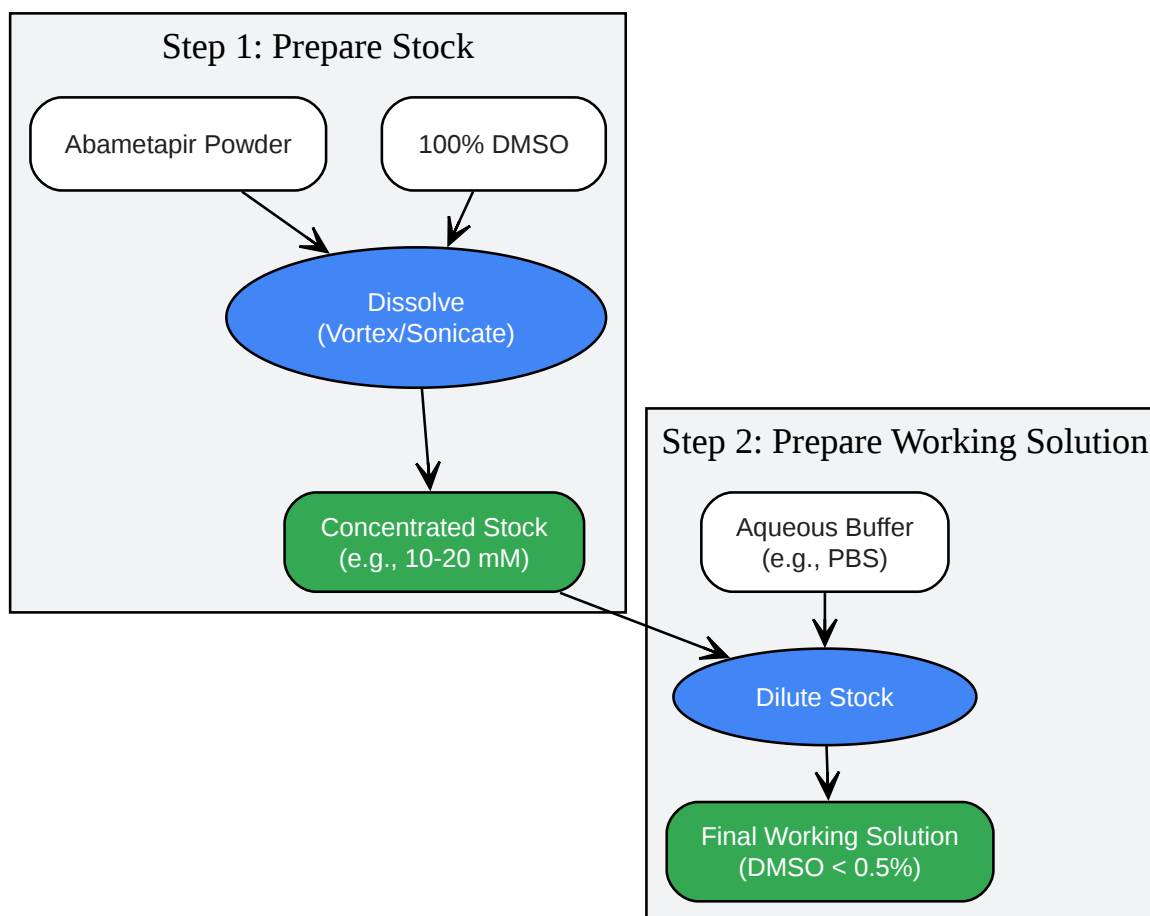 Step 1: Prepare Stock
Abametapir Powder
100% DMSO
Dissolve
(Vortex/Sonicate)
Concentrated Stock
(e.g., 10-20 mM)
Step 2: Prepare Working Solution
Aqueous Buffer
(e.g., PBS)
Dilute Stock
Final Working Solution
(DMSO < 0.5%)